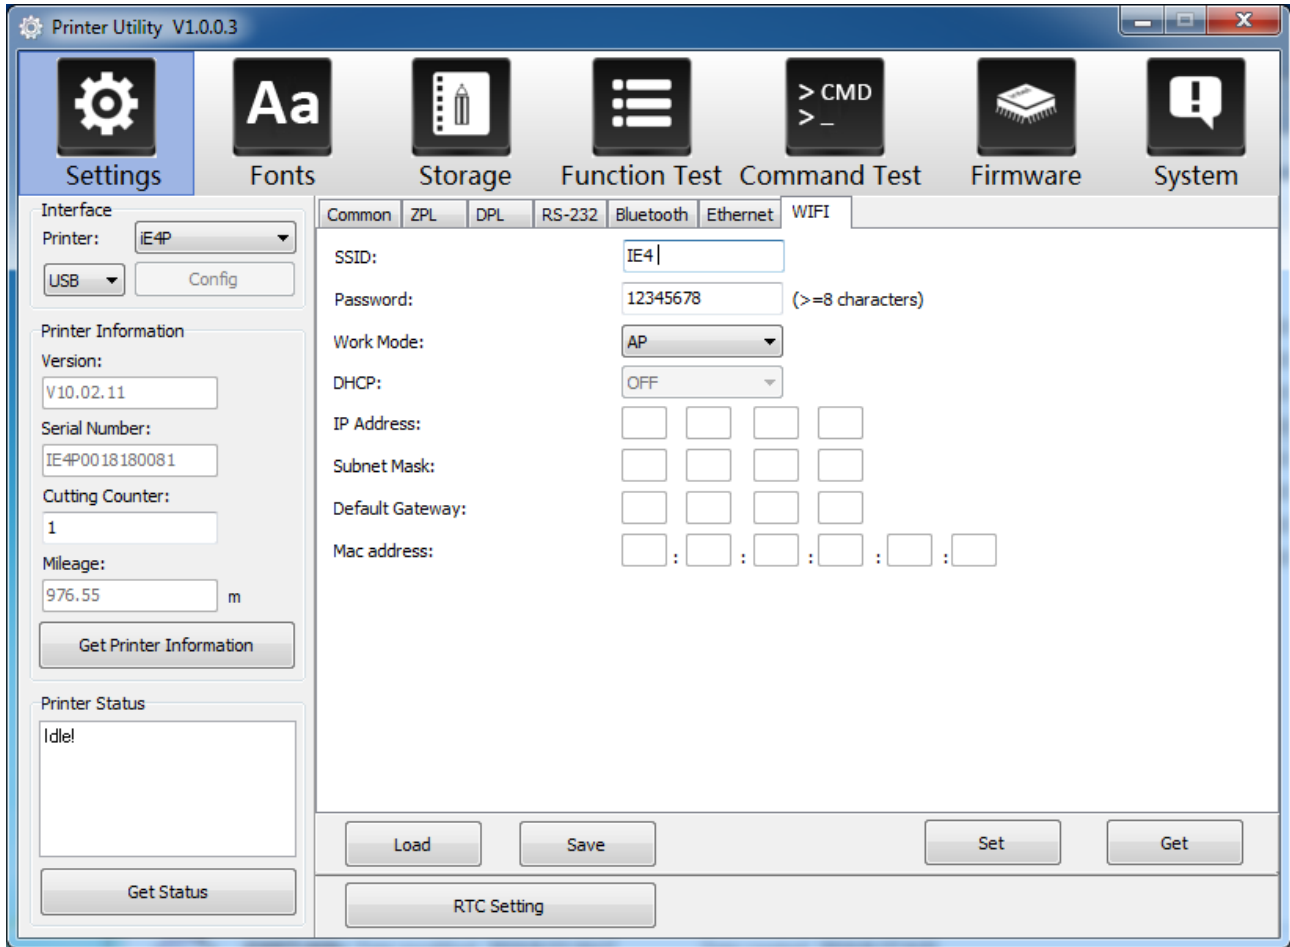 Printer Utility V1.0.0.3
Aa
> CMD
>_
Settings
Fonts
Storage
Function Test
Command Test
Firmware
System
Interface
Printer:
iE4P
USB
Config
Printer Information
Version:
V10.02.11
Serial Number:
IE4P0018180081
Cutting Counter:
1
Mileage:
976.55 m
Get Printer Information
Printer Status
Idle!
Get Status
Common
ZPL
DPL
RS-232
Bluetooth
Ethernet
WIFI
SSID: IE4
Password: 12345678 (>=8 characters)
Work Mode: AP
DHCP: OFF
IP Address:
Subnet Mask:
Default Gateway:
Mac address: : : : : :
Load
Save
Set
Get
RTC Setting